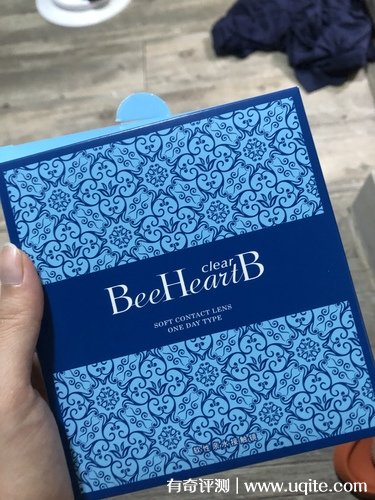 clear
BeeHeartB
SOFT CONTACT LENS
ONE DAY TYPE
有奇评测 | www.uqite.com